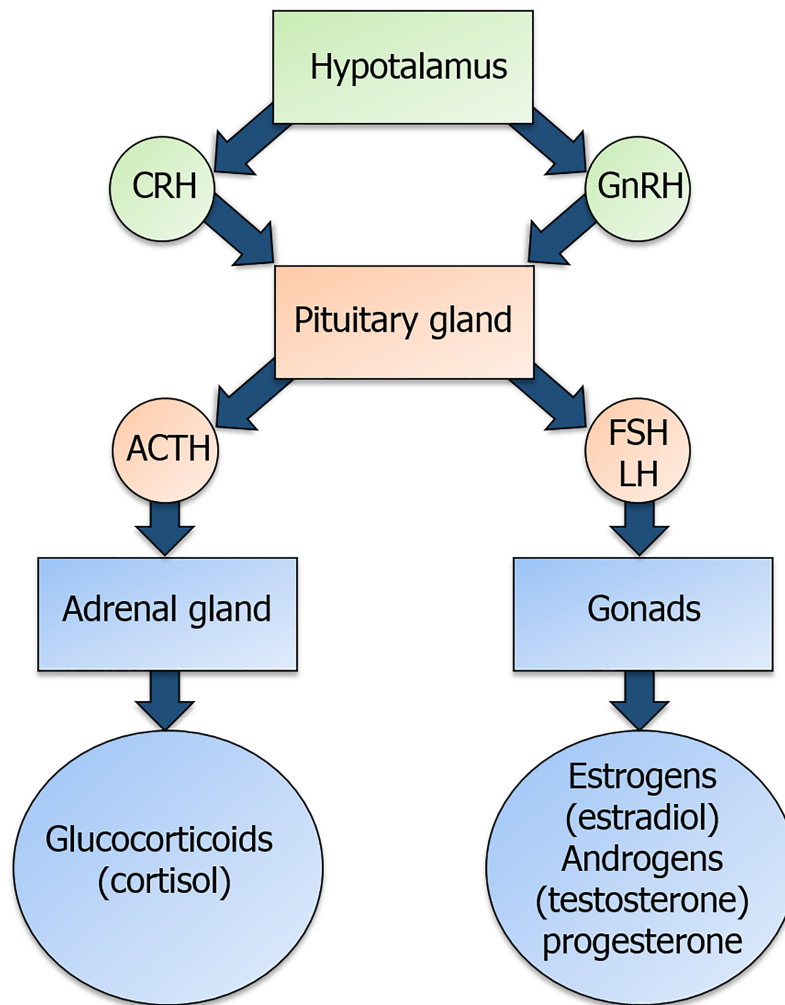 Hypotalamus
CRH
GnRH
Pituitary gland
ACTH
FSH
LH
Adrenal gland
Gonads
Glucocorticoids
(cortisol)
Estrogens
(estradiol)
Androgens
(testosterone)
progesterone